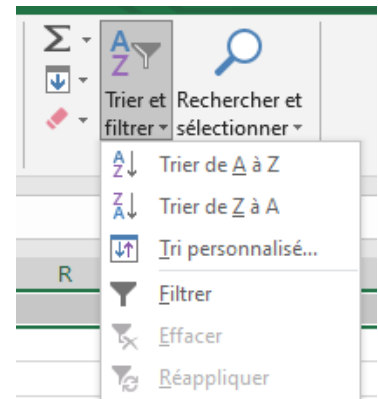 Trier et
filtrer
Rechercher et
sélectionner
Trier de A à Z
Trier de Z à A
Tri personnalisé...
R
Filtrer
Effacer
Réappliquer